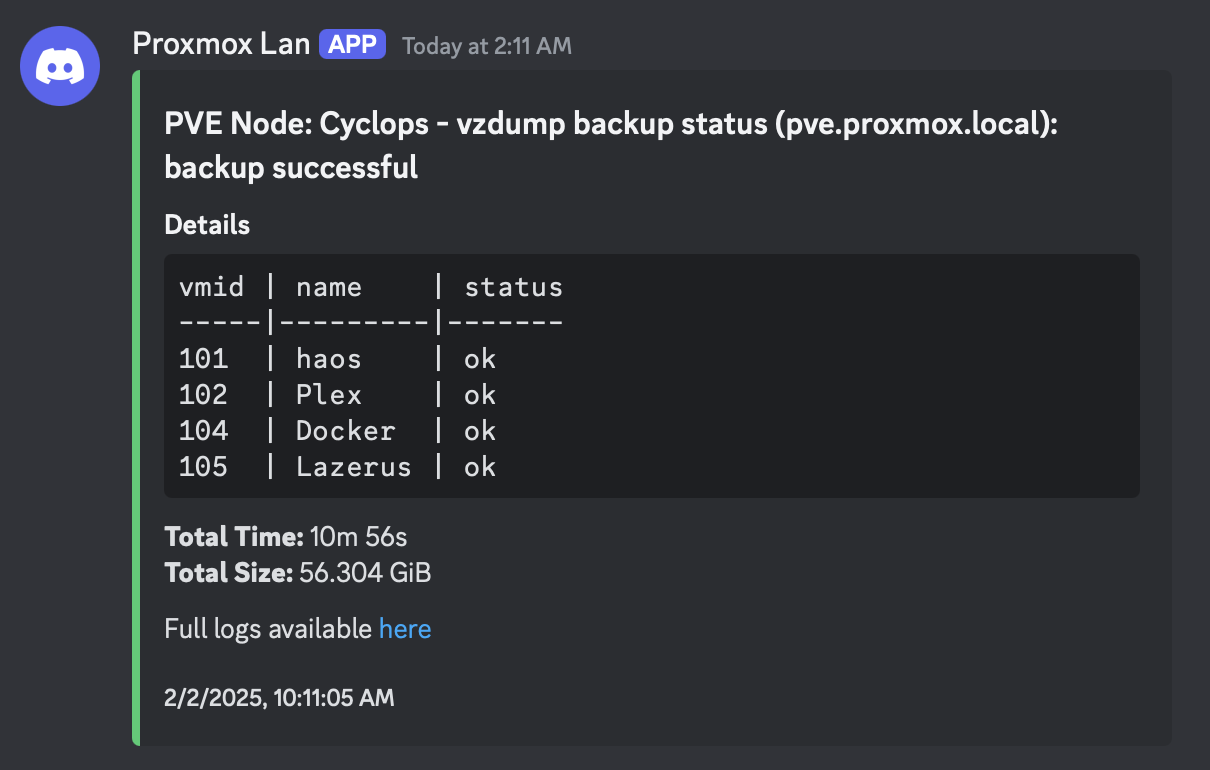 Proxmox Lan APP Today at 2:11 AM
PVE Node: Cyclops - vzdump backup status (pve.proxmox.local):
backup successful
Details
vmid | name    | status
-----|---------|-------
101  | haos    | ok
102  | Plex    | ok
104  | Docker  | ok
105  | Lazerus | ok
Total Time: 10m 56s
Total Size: 56.304 GiB
Full logs available here
2/2/2025, 10:11:05 AM